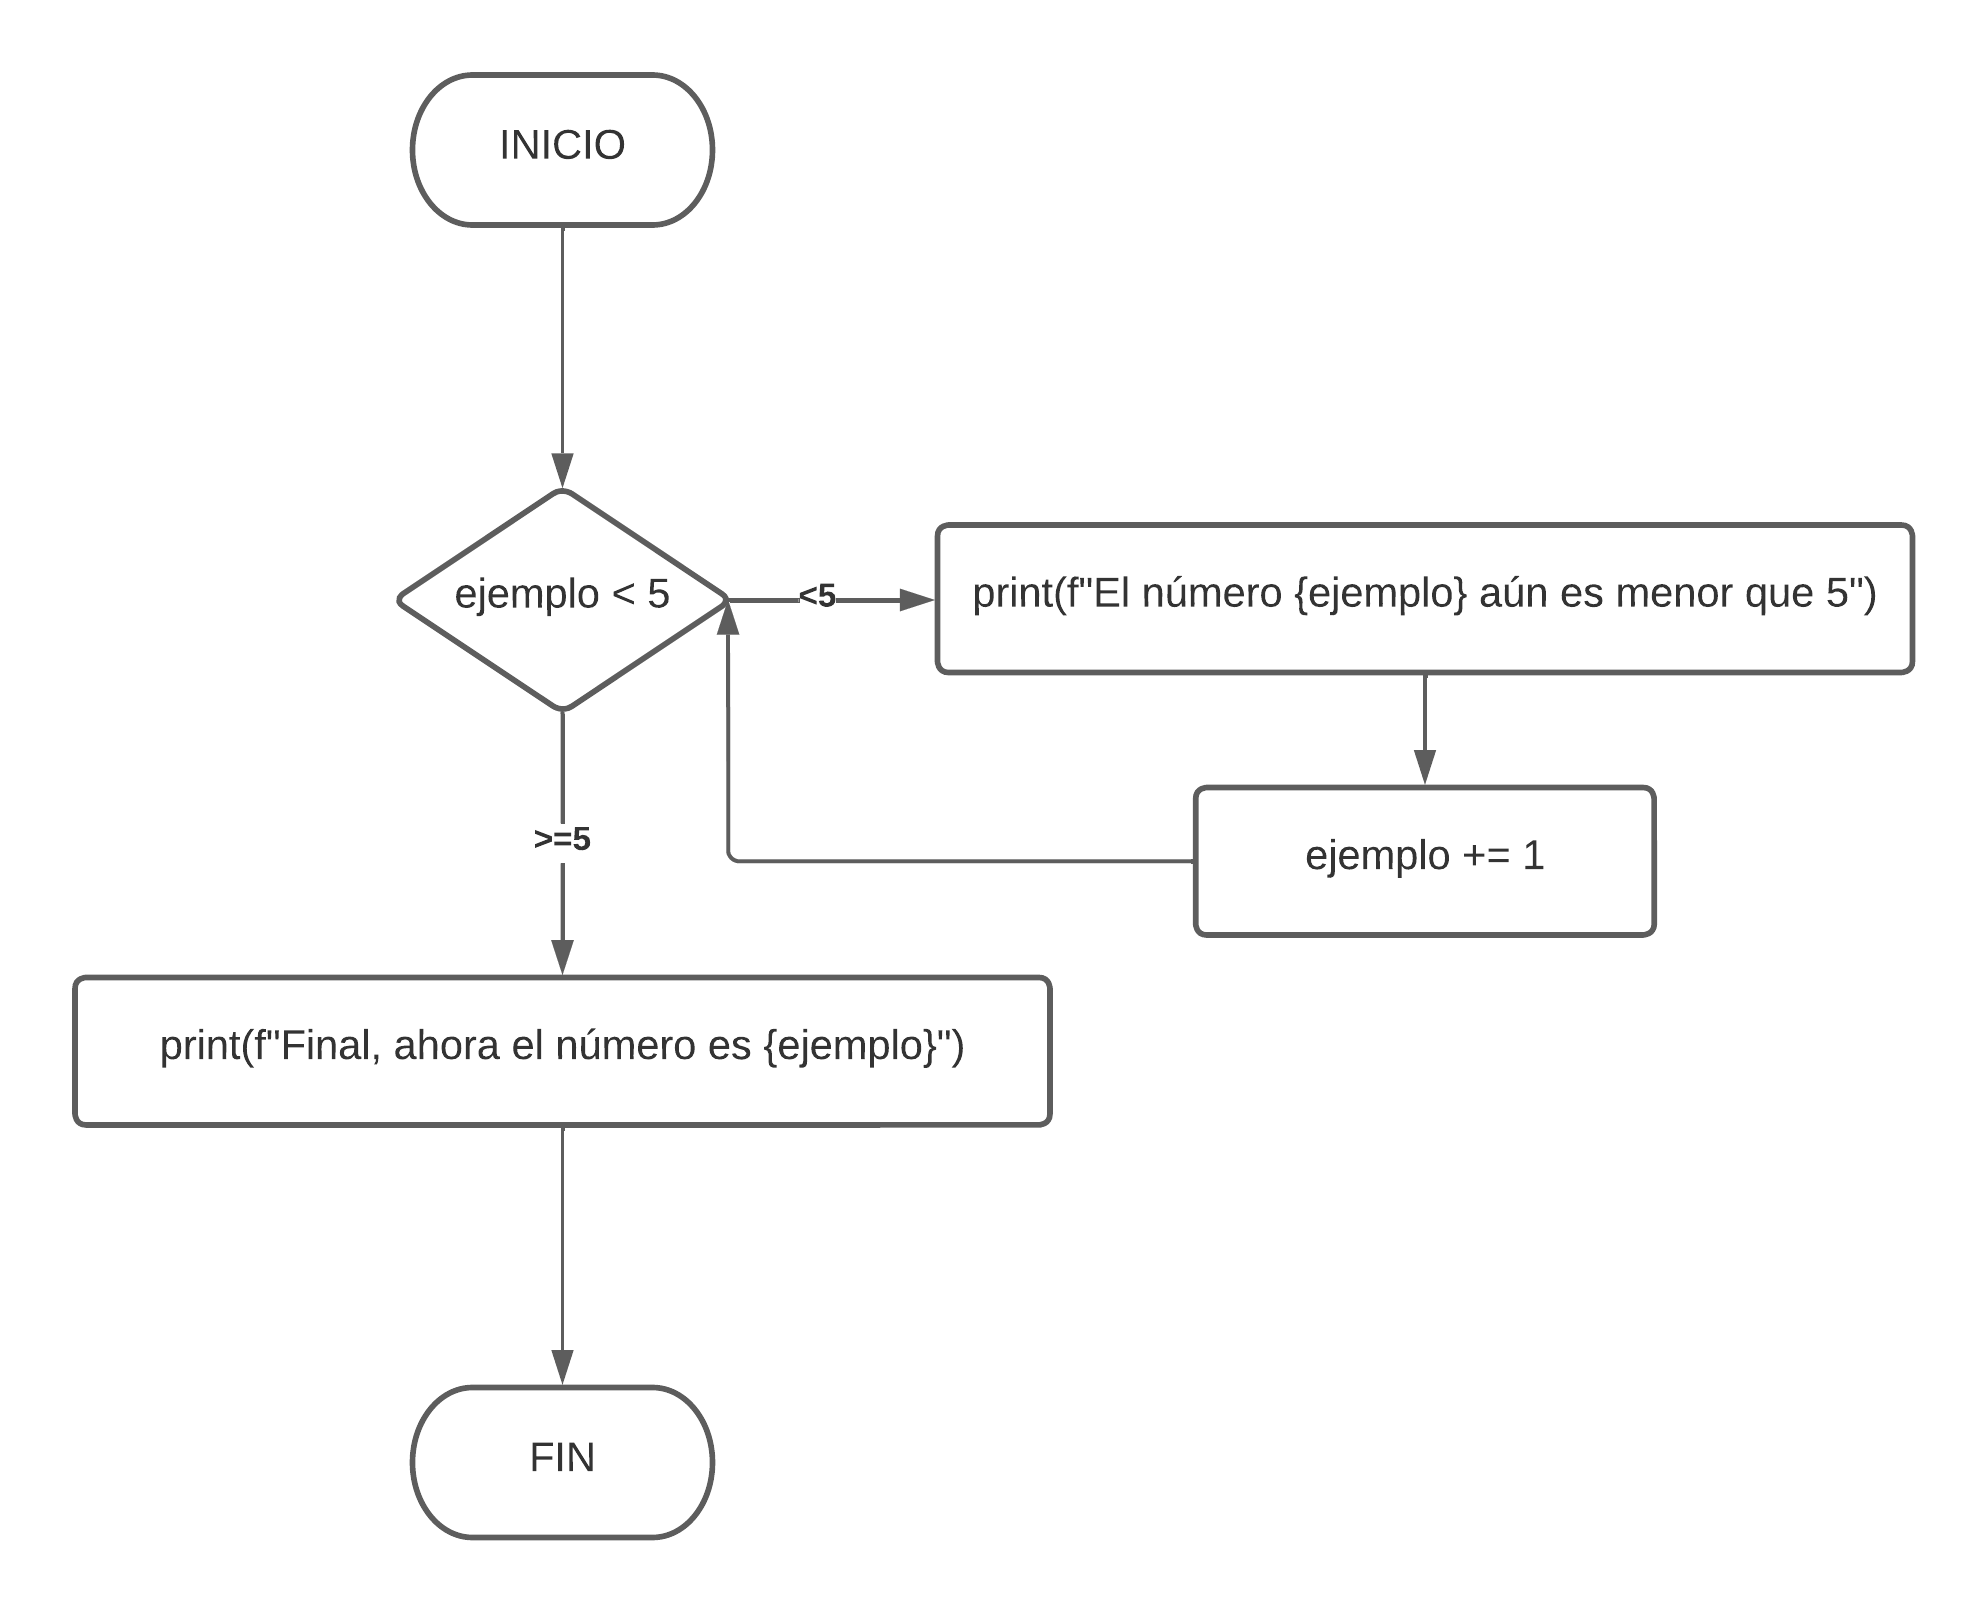 INICIO
ejemplo < 5
<5
print(f"El número {ejemplo} aún es menor que 5")
ejemplo += 1
>=5
print(f"Final, ahora el número es {ejemplo}")
FIN